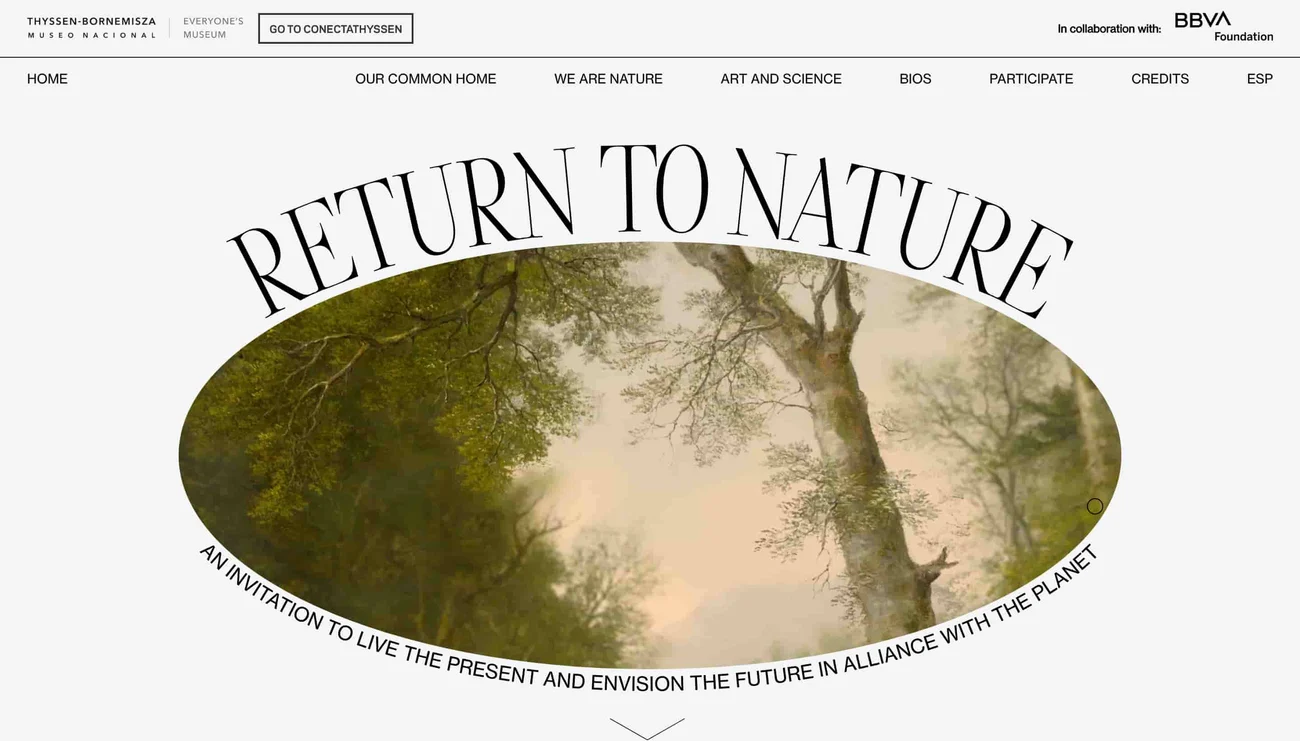 THYSSEN-BORNEMISZA
MUSEO NACIONAL
EVERYONE'S
MUSEUM
GO TO CONECTATHYSSEN
In collaboration with:
BBVA
Foundation
HOME
OUR COMMON HOME
WE ARE NATURE
ART AND SCIENCE
BIOS
PARTICIPATE
CREDITS
ESP
RETURN TO NATURE
AN INVITATION TO LIVE THE PRESENT AND ENVISION THE FUTURE IN ALLIANCE WITH THE PLANET